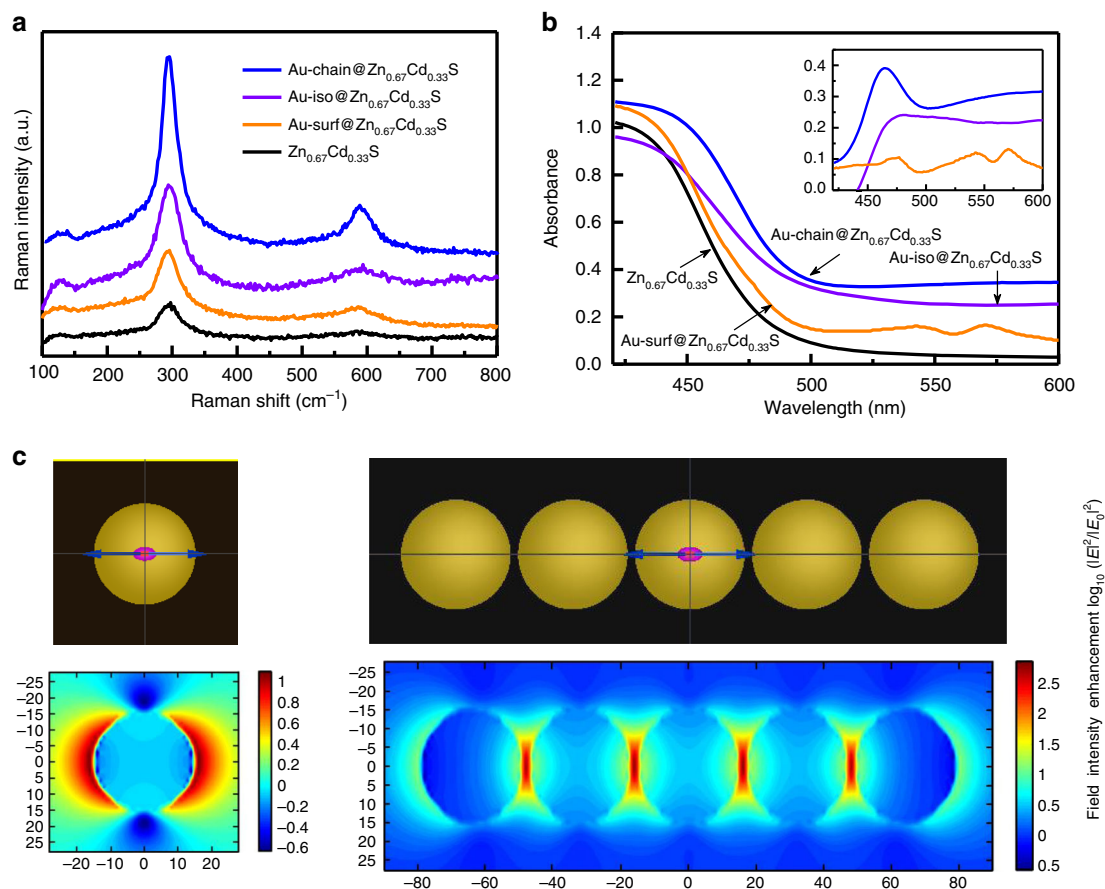 a
Raman intensity (a.u.)
Au-chain@Zn0.67Cd0.33S
Au-iso@Zn0.67Cd0.33S
Au-surf@Zn0.67Cd0.33S
Zn0.67Cd0.33S
100 200 300 400 500 600 700 800
Raman shift (cm–1)
b
Absorbance
1.4
1.2
1.0
0.8
0.6
0.4
0.2
0.0
0.4
0.3
0.2
0.1
0.0
450 500 550 600
Au-chain@Zn0.67Cd0.33S
Au-iso@Zn0.67Cd0.33S
Zn0.67Cd0.33S
Au-surf@Zn0.67Cd0.33S
450 500 550 600
Wavelength (nm)
c
–25
–20
–15
–10
–5
0
5
10
15
20
25
–20 –10 0 10 20
1
0.8
0.6
0.4
0.2
0
–0.2
–0.4
–0.6
–25
–20
–15
–10
–5
0
5
10
15
20
25
–80 –60 –40 –20 0 20 40 60 80
2.5
2
1.5
1
0.5
0
0.5
Field intensity enhancement log10 (|E|2/|E0|2)